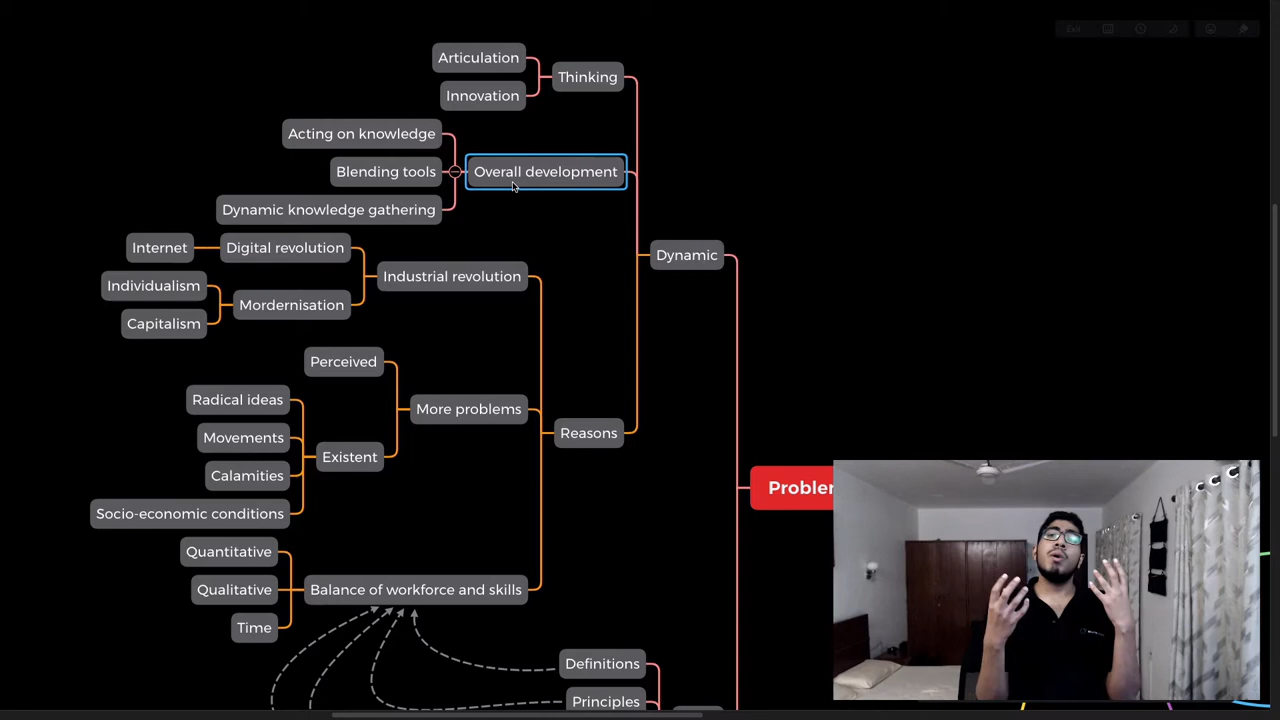 Exit
Articulation
Thinking
Innovation
Acting on knowledge
Blending tools
Overall development
Dynamic knowledge gathering
Internet
Digital revolution
Dynamic
Industrial revolution
Individualism
Mordernisation
Capitalism
Perceived
Radical ideas
More problems
Reasons
Movements
Existent
Calamities
Problem
Socio-economic conditions
Quantitative
Qualitative
Balance of workforce and skills
Time
Definitions
Principles